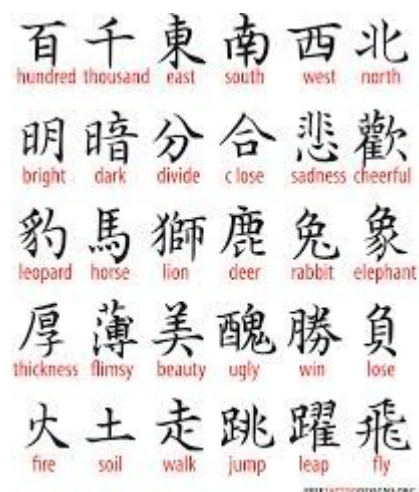 百 千 東 南 西 北
hundred thousand east south west north
明 暗 分 合 悲 歡
bright dark divide c lose sadness cheerful
豹 馬 獅 鹿 兔 象
leopard horse lion deer rabbit elephant
厚 薄 美 醜 勝 負
thickness flimsy beauty ugly win lose
火 土 走 跳 躍 飛
fire soil walk jump leap fly
FREETATTOODESIGNS.ORG